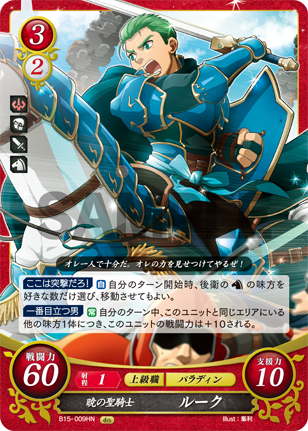 3
2
SAMPLE
オレ一人で十分だ。オレの力を見せつけてやるぜ！
ここは突撃だろ！ 自 自分のターン開始時、後衛の の味方を
好きな数だけ選び、移動させてもよい。
一番目立つ男 常 自分のターン中、このユニットと同じエリアにいる
他の味方1体につき、このユニットの戦闘力は＋10される。
戦闘力
60
射程 1 上級職 パラディン
支援力
10
暁の聖騎士 ルーク
B15-009HN
Illust：雅村